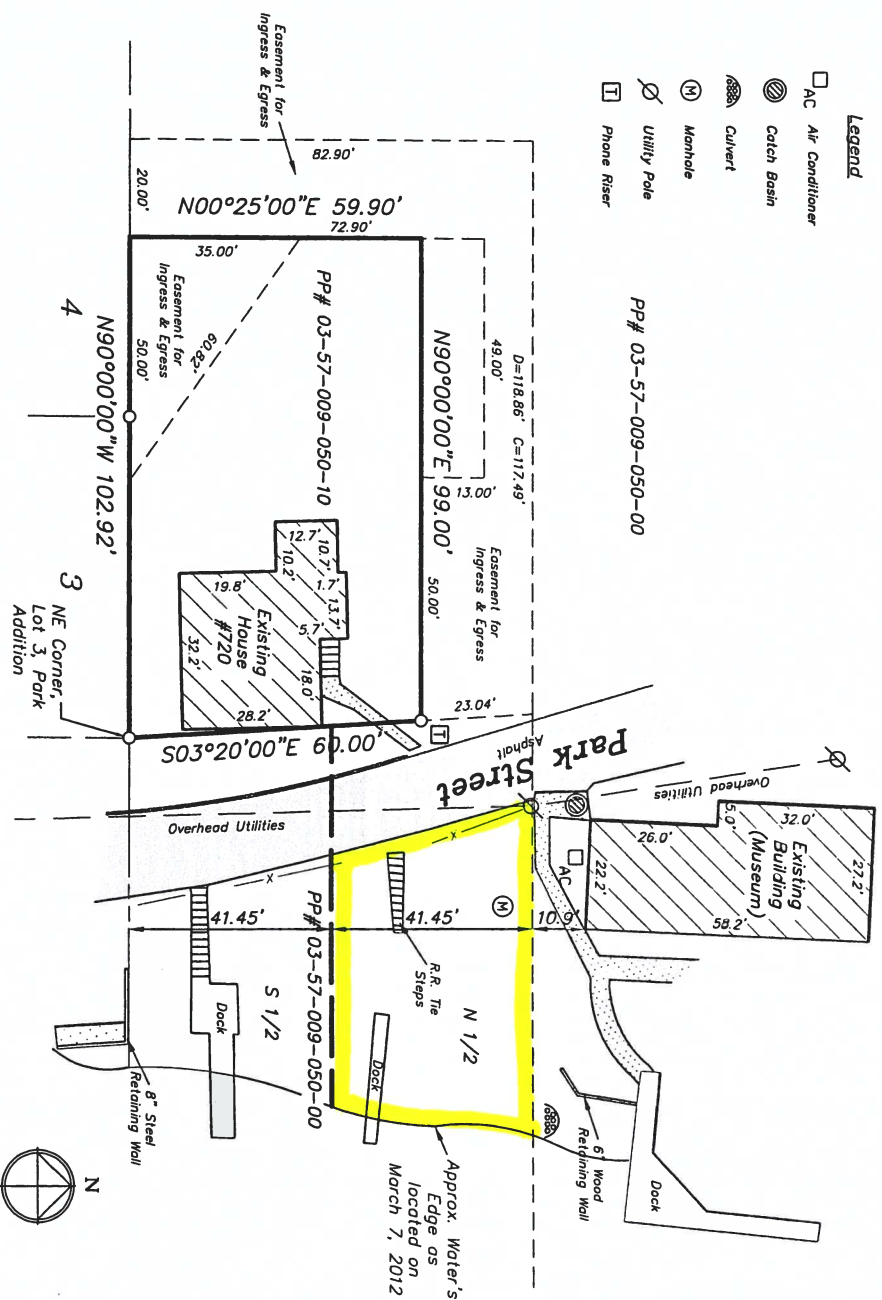 Legend
AC Air Conditioner
Catch Basin
Culvert
M Manhole
Utility Pole
T Phone Riser
PP# 03-57-009-050-00
Easement for
Ingress & Egress
82.90'
20.00'
N00°25'00"E 59.90'
72.90'
35.00'
Easement for
Ingress & Egress
60.82'
50.00'
4
N90°00'00"W 102.92'
3
NE Corner,
Lot 3, Park
Addition
PP# 03-57-009-050-10
N90°00'00"E 99.00'
49.00'
D=118.86' C=117.49'
13.00'
Easement for
Ingress & Egress
50.00'
23.04'
12.7'
10.7'
10.2'
1.7'
13.7'
19.8'
5.7'
Existing
House
#720
18.0'
32.2'
28.2'
S03°20'00"E 60.00'
T
Park Street
Asphalt
Overhead Utilities
Overhead Utilities
X
X
32.0'
5.0'
26.0'
27.2'
Existing
Building
(Museum)
22.2'
58.2'
AC
M
41.45'
41.45'
10.9'
PP# 03-57-009-050-00
R.R. Tie
Steps
N 1/2
S 1/2
Dock
Dock
Dock
8" Steel
Retaining Wall
6" Wood
Retaining Wall
Approx. Water's
Edge as
located on
March 7, 2012
N